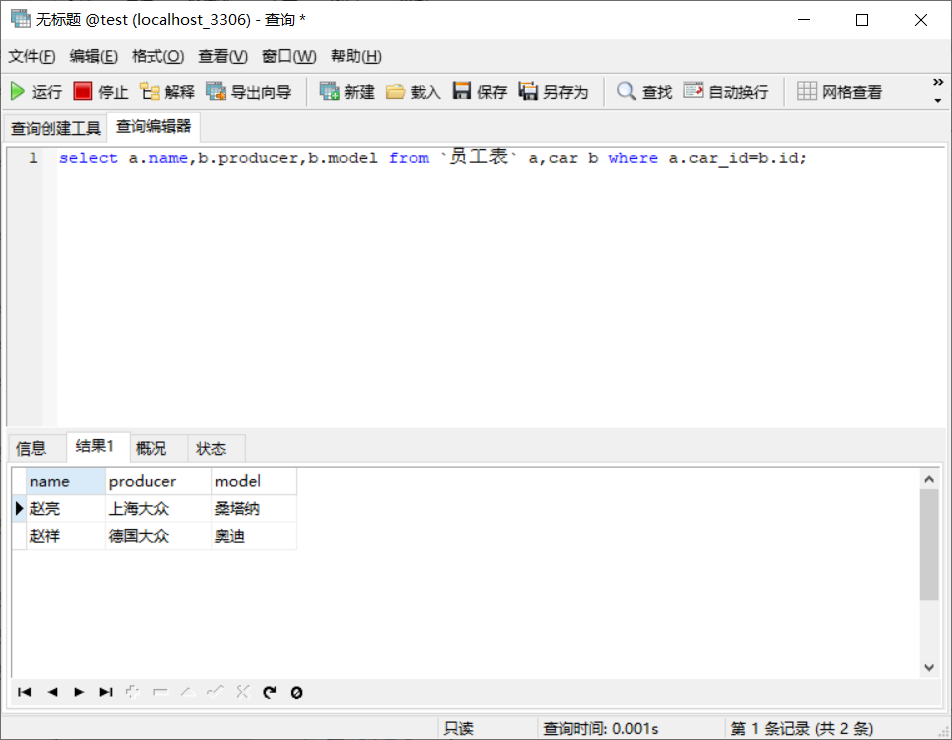 无标题 @test (localhost_3306) - 查询 *
文件(F) 编辑(E) 格式(O) 查看(V) 窗口(W) 帮助(H)
运行 停止 解释 导出向导 新建 载入 保存 另存为 查找 自动换行 网格查看 »
查询创建工具 查询编辑器
1 select a.name,b.producer,b.model from `员工表` a,car b where a.car_id=b.id;
信息 结果1 概况 状态
name producer model
赵亮 上海大众 桑塔纳
赵祥 德国大众 奥迪
只读 查询时间: 0.001s 第 1 条记录 (共 2 条)